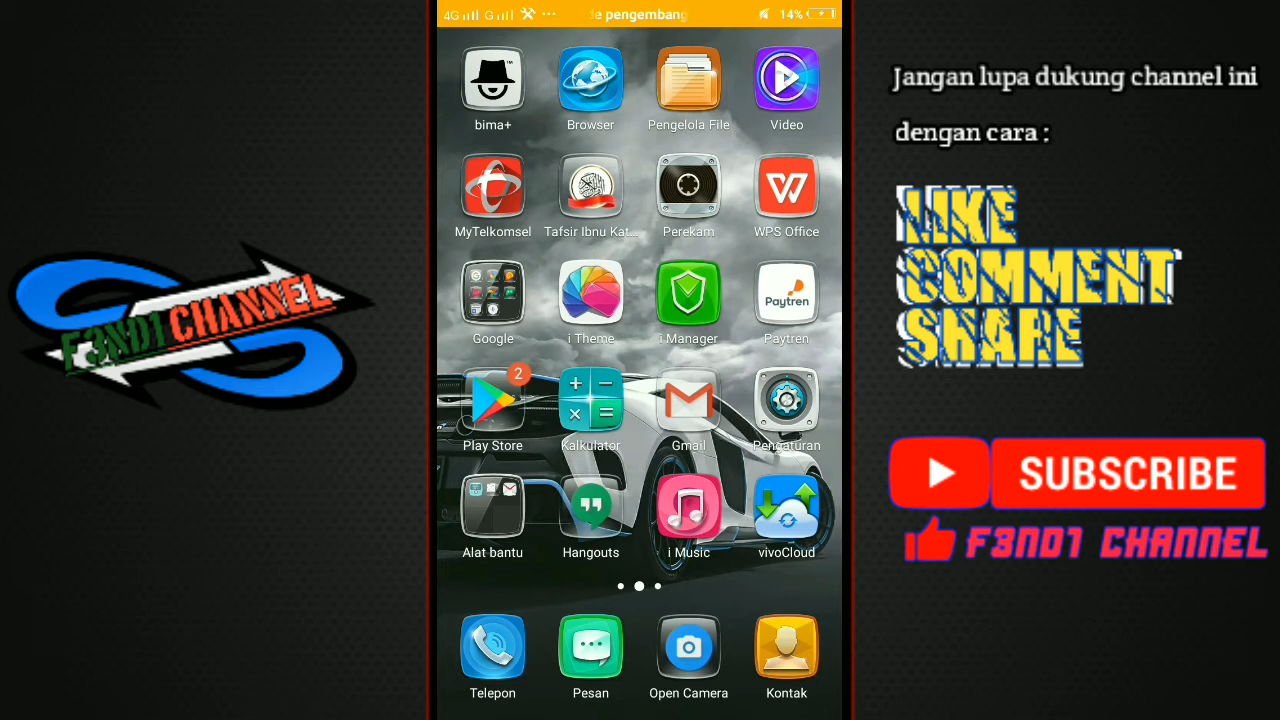 4G G ... de pengembang 14%
bima+ Browser Pengelola File Video
MyTelkomsel Tafsir Ibnu Kat... Perekam WPS Office
Paytren
Google i Theme i Manager Paytren
2
Play Store Kalkulator Gmail Pengaturan
Alat bantu Hangouts i Music vivoCloud
Telepon Pesan Open Camera Kontak
F3ND1 CHANNEL
Jangan lupa dukung channel ini
dengan cara :
LIKE
COMMENT
SHARE
SUBSCRIBE
F3ND1 CHANNEL